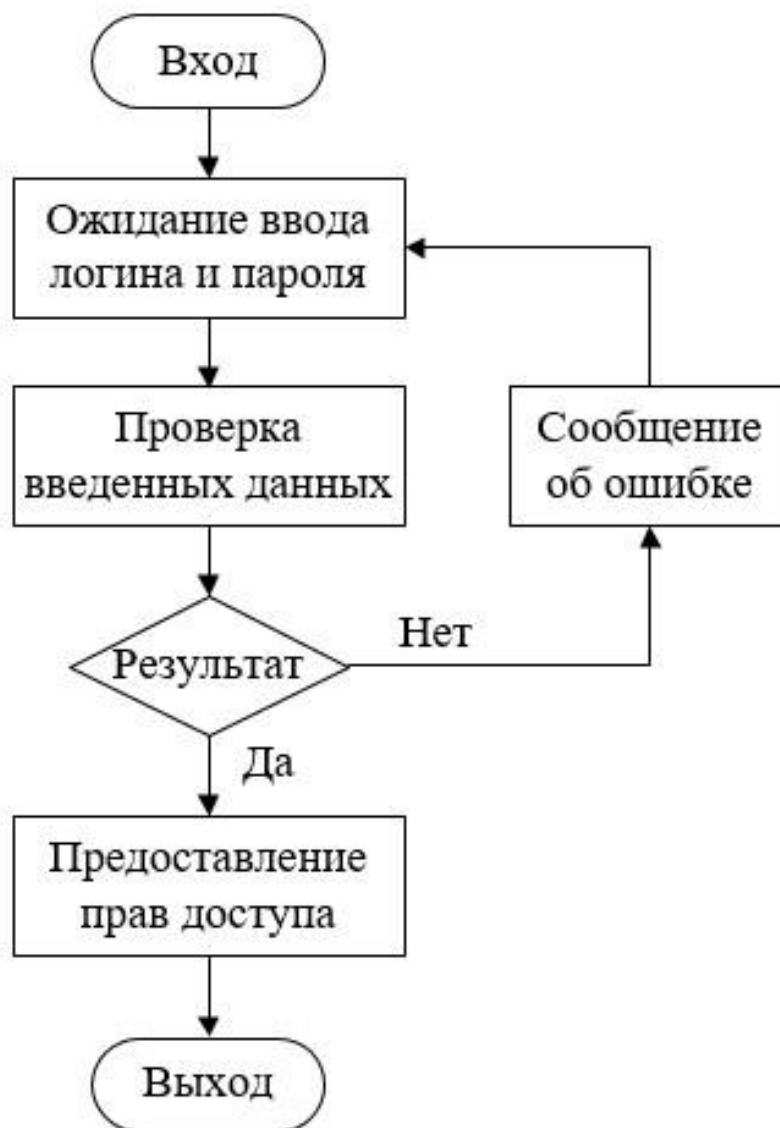 Вход
Ожидание ввода
логина и пароля
Проверка
введенных данных
Сообщение
об ошибке
Результат
Нет
Да
Предоставление
прав доступа
Выход